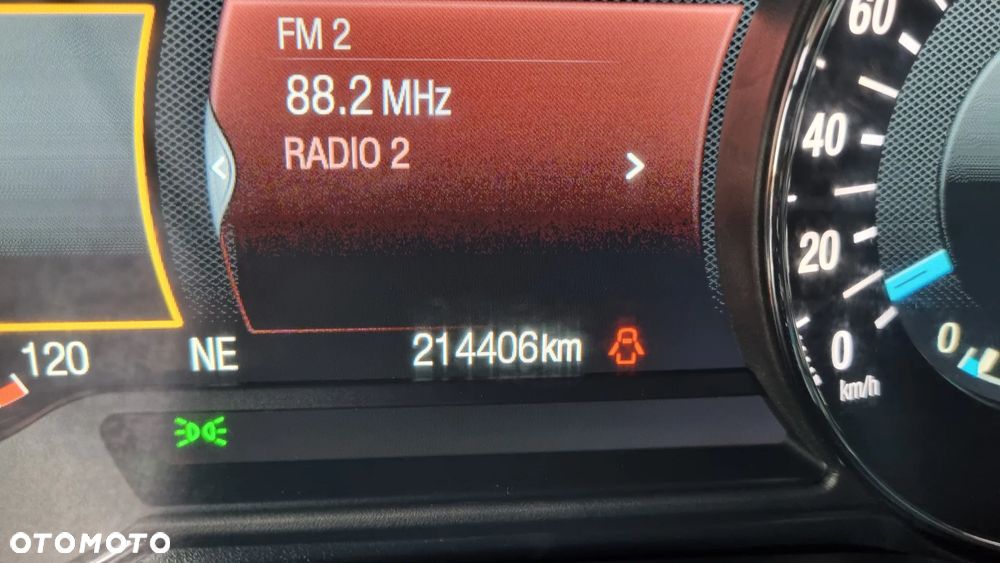 FM 2
88.2 MHz
RADIO 2
60
40
20
0
km/h
0
120
NE
214406km
OTOMOTO